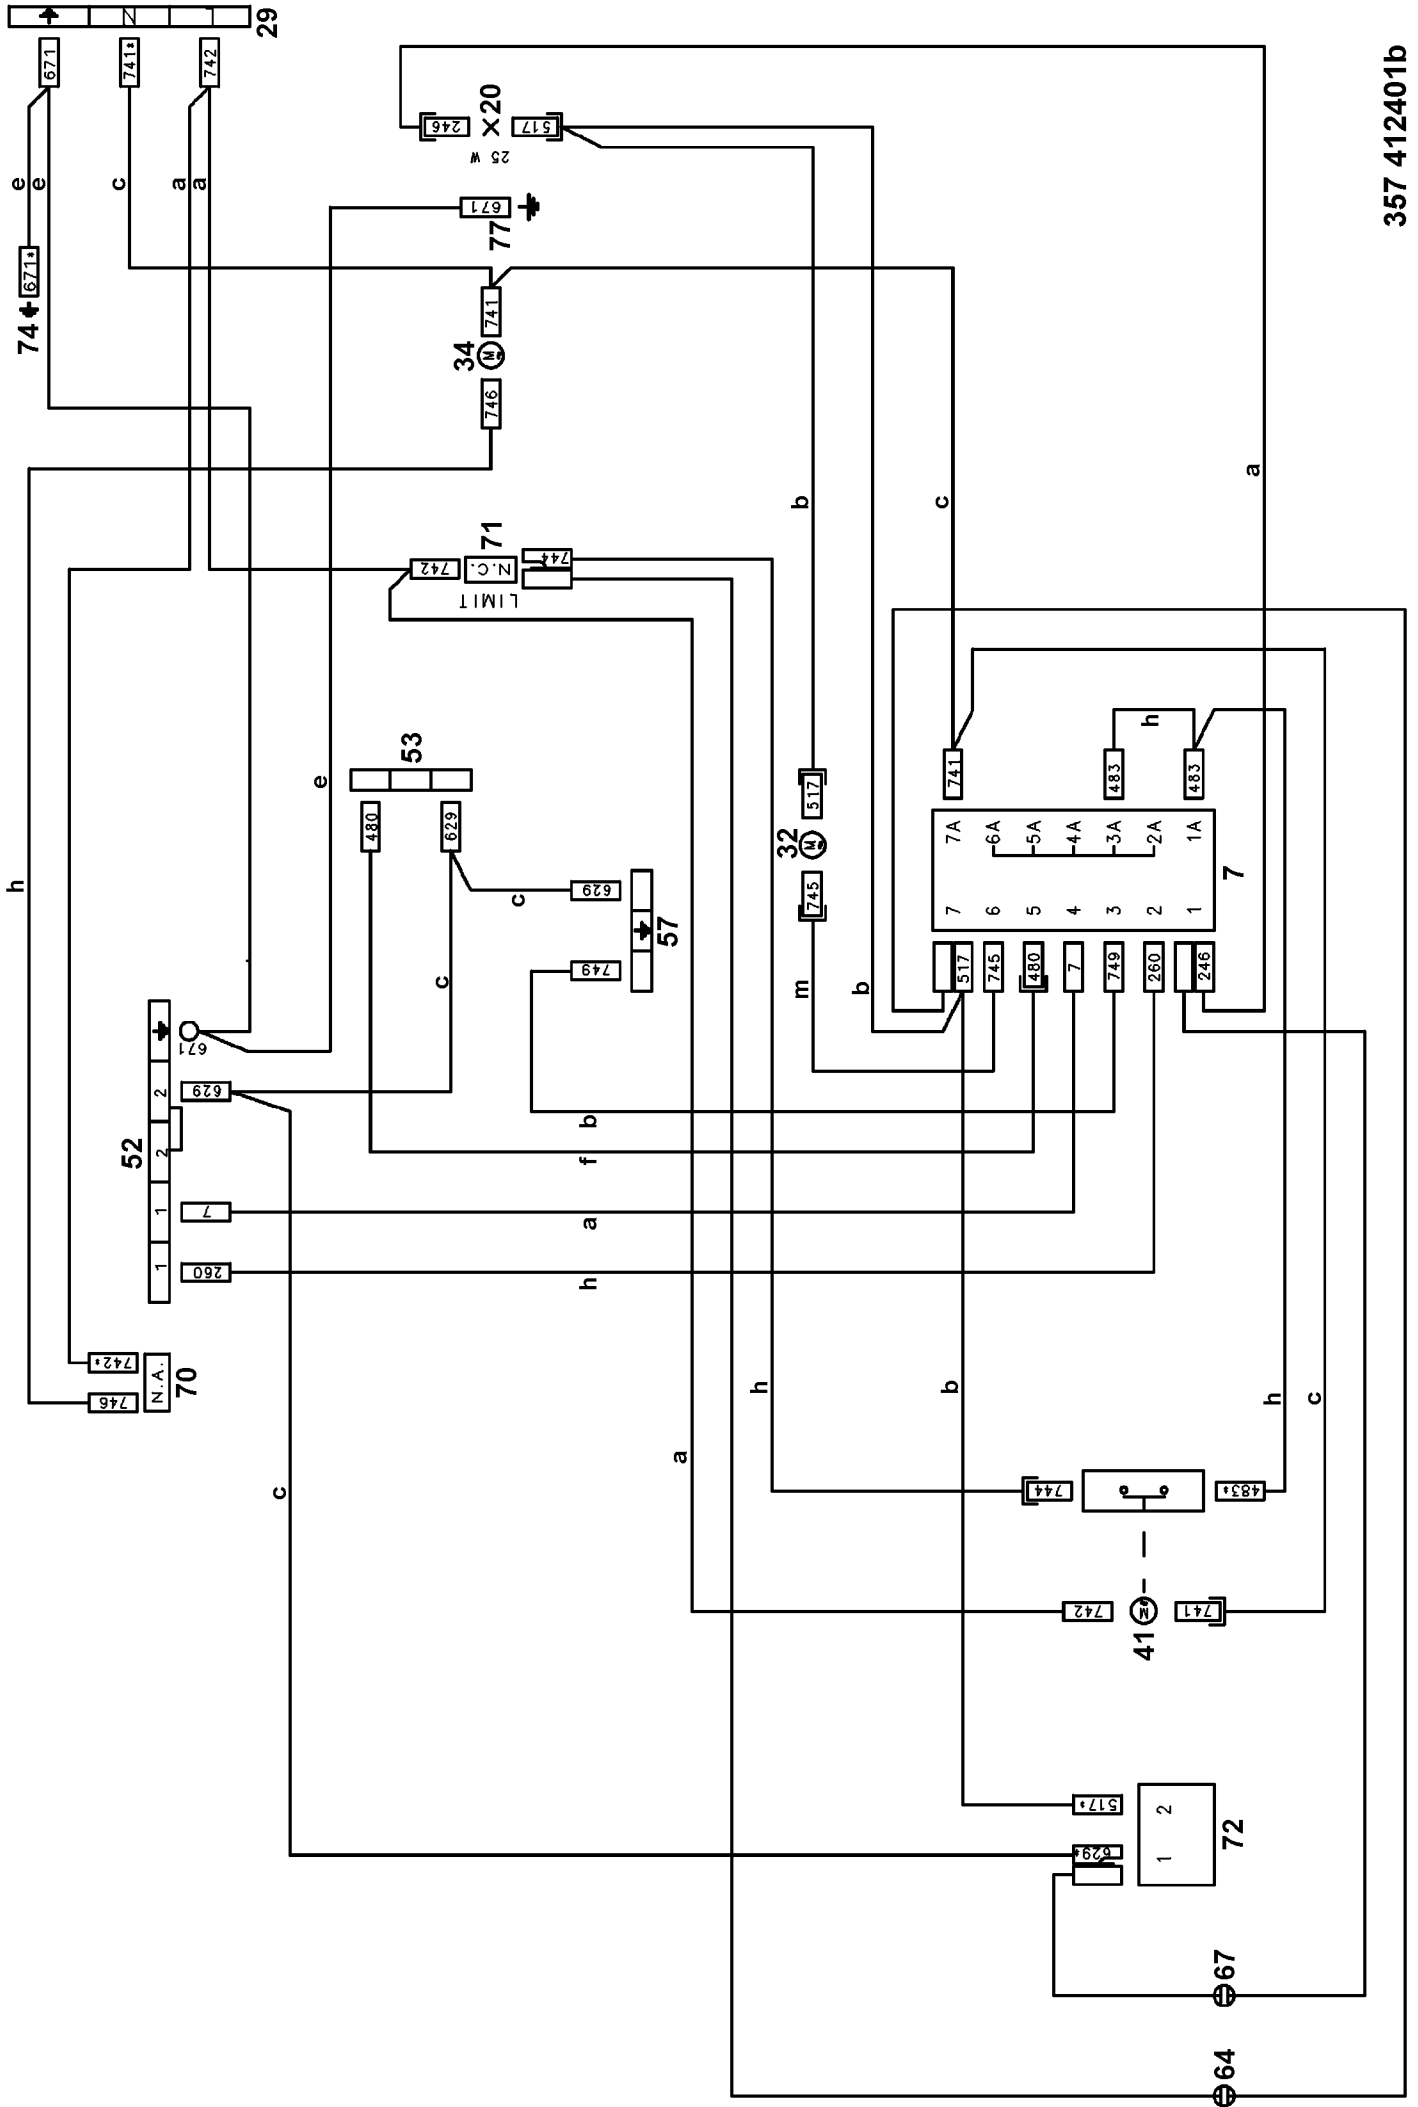 29
N
L
671
741*
742
e
e
c
a
a
671*
74
246
×20
517
25 W
671
77
741
34
746
h
b
c
a
742
71
N.C.
744
LIMIT
53
480
629
e
629
c
57
749
c
517
32
745
m
b
741
483
h
483
7A
6A
5A
4A
3A
2A
1A
7
6
5
4
3
2
1
7
517
745
480
7
749
260
246
671
2
629
52
2
1
7
1
260
b
f
a
h
742*
746
N.A.
70
c
a
h
b
h
c
744
483*
742
M
41
741
517*
629*
2
1
72
67
64
357 412401b